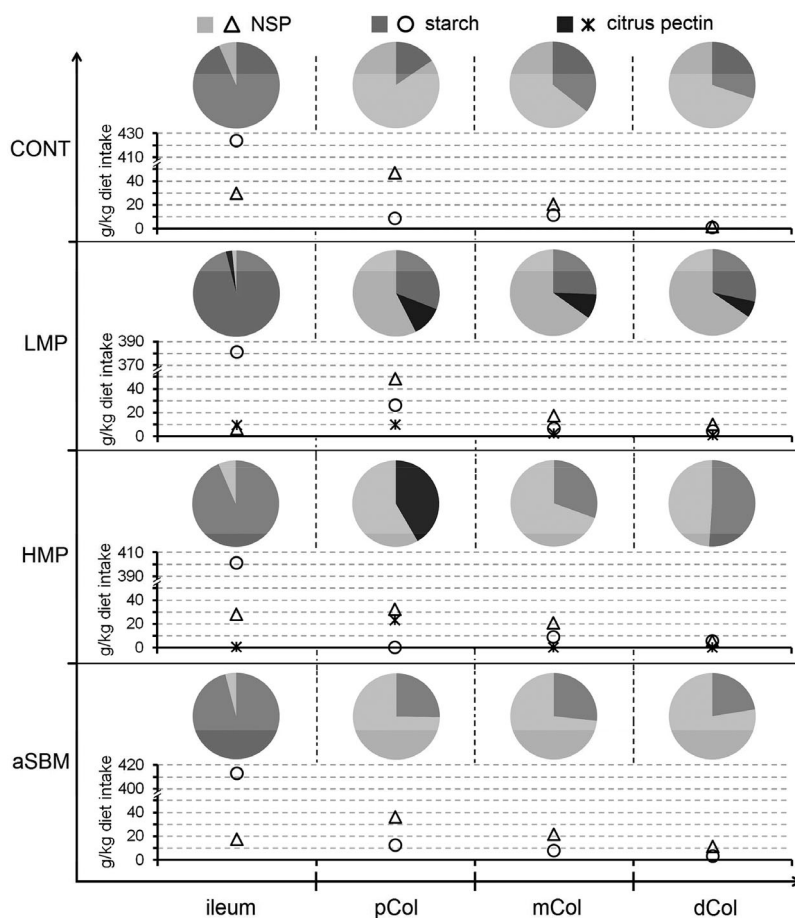 NSP starch citrus pectin
CONT
g/kg diet intake
430
410
40
20
0
LMP
g/kg diet intake
390
370
40
20
0
HMP
g/kg diet intake
410
390
40
20
0
aSBM
g/kg diet intake
420
400
40
20
0
ileum pCol mCol dCol